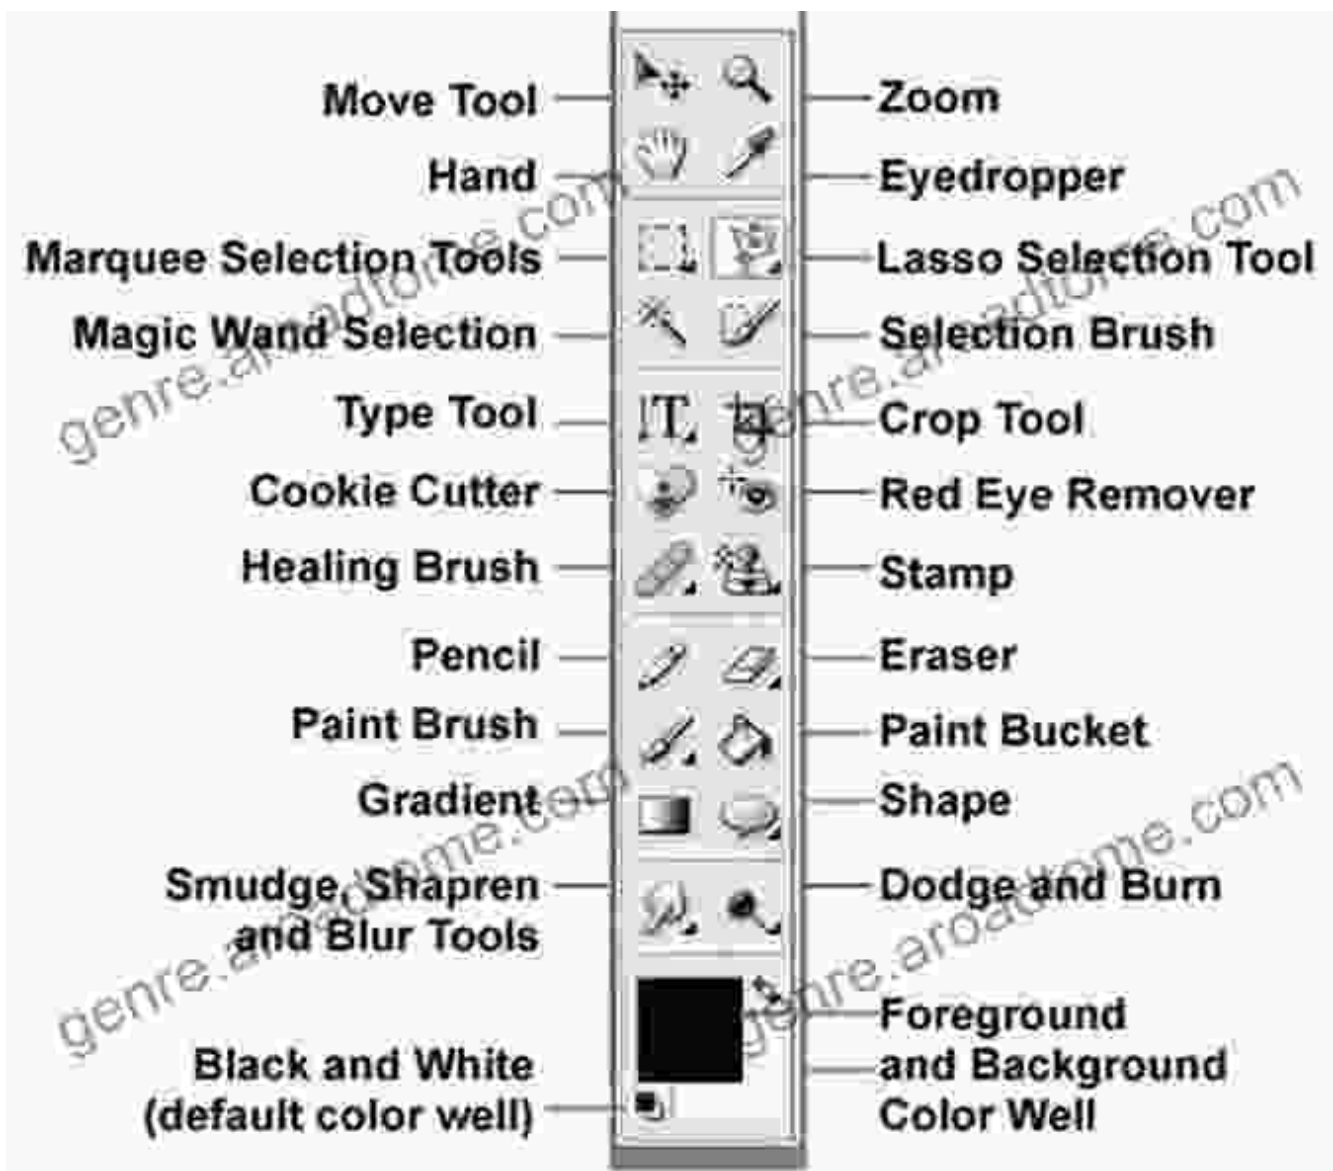 Move Tool
Zoom
Hand
Eyedropper
Marquee Selection Tools
Lasso Selection Tool
Magic Wand Selection
Selection Brush
Type Tool
Crop Tool
Cookie Cutter
Red Eye Remover
Healing Brush
Stamp
Pencil
Eraser
Paint Brush
Paint Bucket
Gradient
Shape
Smudge, Shapren
and Blur Tools
Dodge and Burn
Foreground
and Background
Color Well
Black and White
(default color well)
genre.aroadtome.com
genre.aroadtome.com
genre.aroadtome.com
genre.aroadtome.com